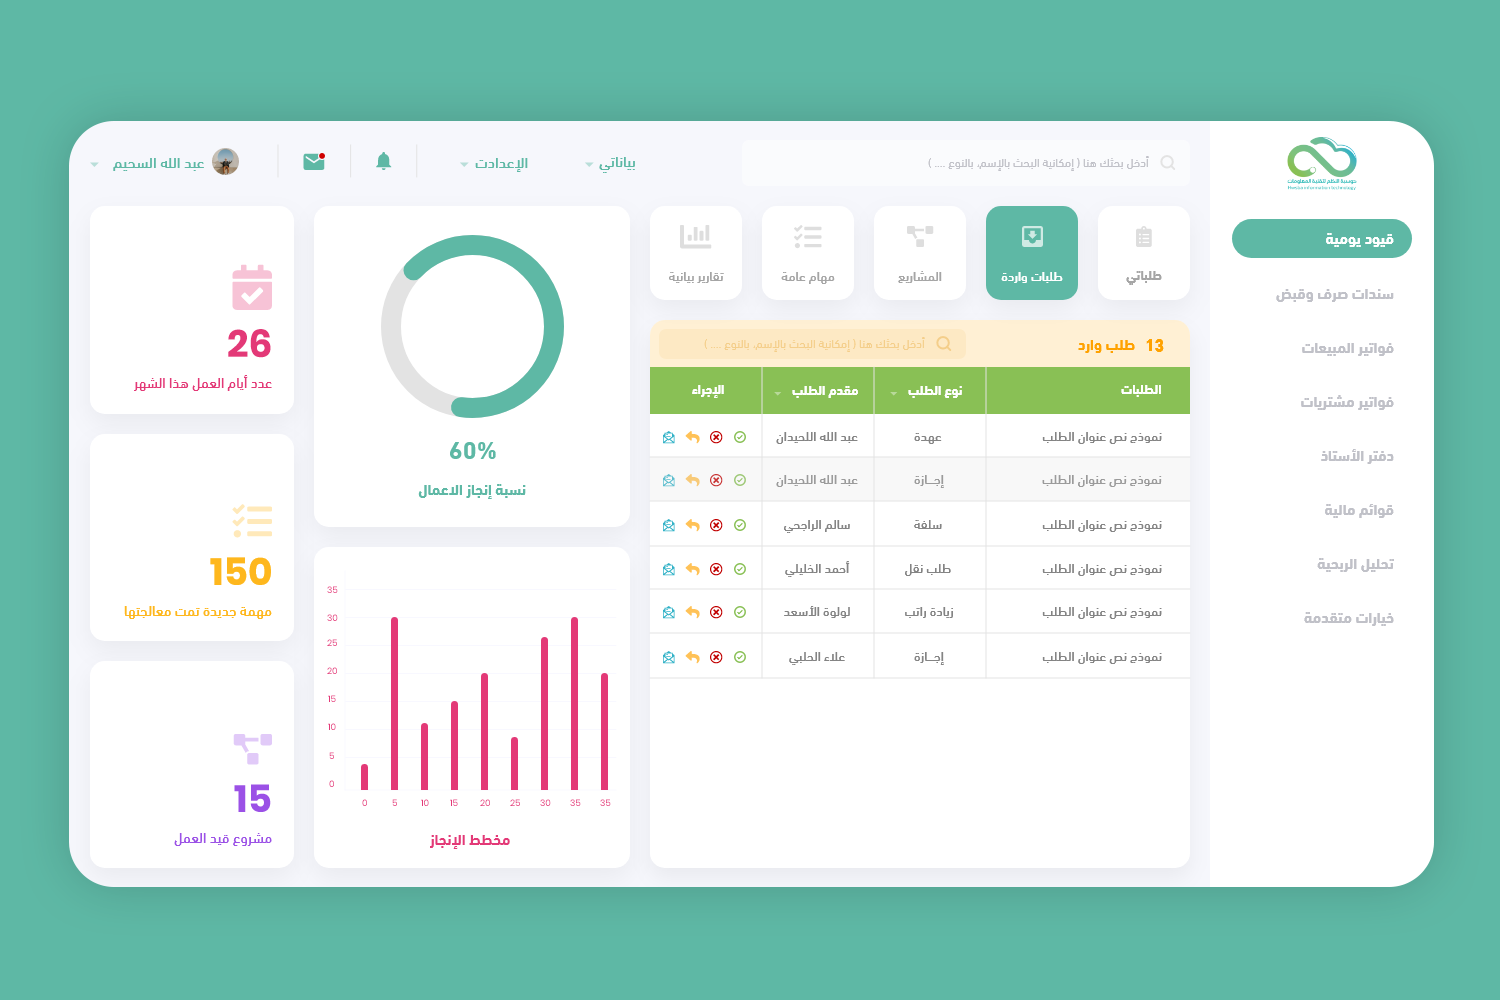 مؤسسة النظم لتقنية المعلومات
قيود يومية
سندات صرف وقبض
فواتير المبيعات
فواتير مشتريات
دفتر الأستاذ
قوائم مالية
تحليل الربحية
خيارات متقدمة
أدخل بحثك هنا ( إمكانية البحث بالإسم، بالنوع .... )
بياناتي
الإعدادت
عبد الله السحيم
طلباتي
طلبات واردة
المشاريع
مهام عامة
تقارير بيانية
13 طلب وارد
أدخل بحثك هنا ( إمكانية البحث بالإسم، بالنوع .... )
الطلبات نوع الطلب مقدم الطلب الإجراء
نموذج نص عنوان الطلب عهدة عبد الله اللحيدان
نموذج نص عنوان الطلب إجـــازة عبد الله اللحيدان
نموذج نص عنوان الطلب سلفة سالم الراجحي
نموذج نص عنوان الطلب طلب نقل أحمد الخليلي
نموذج نص عنوان الطلب زيادة راتب لولوة الأسعد
نموذج نص عنوان الطلب إجـــازة علاء الحلبي
60%
نسبة إنجاز الاعمال
35
30
25
20
15
10
5
0
0 5 10 15 20 25 30 35 35
مخطط الإنجاز
26
عدد أيام العمل هذا الشهر
150
مهمة جديدة تمت معالجتها
15
مشروع قيد العمل